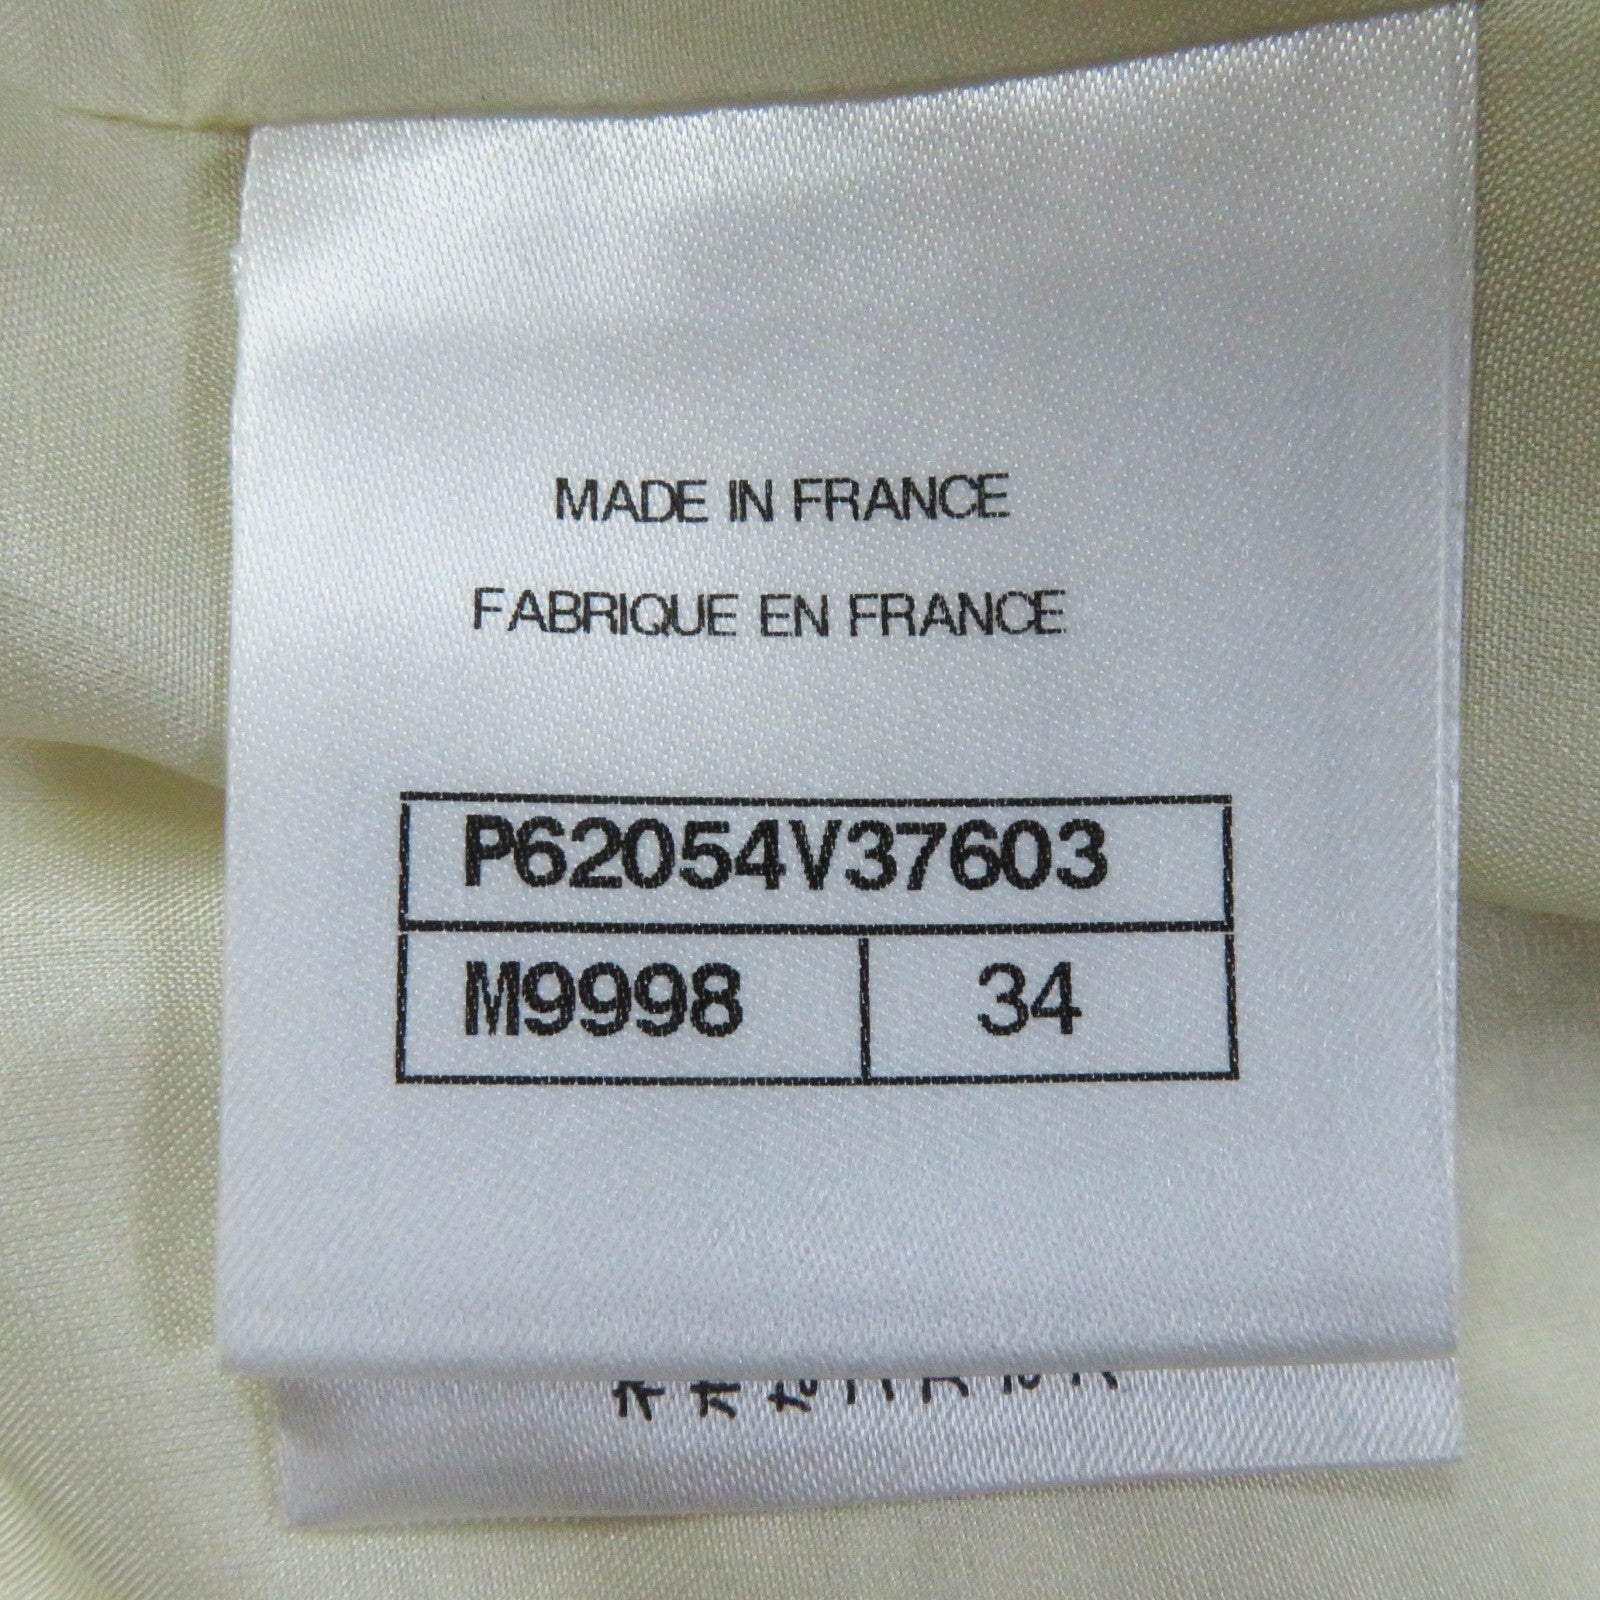 MADE IN FRANCE
FABRIQUE EN FRANCE
P62054V37603
M9998 34